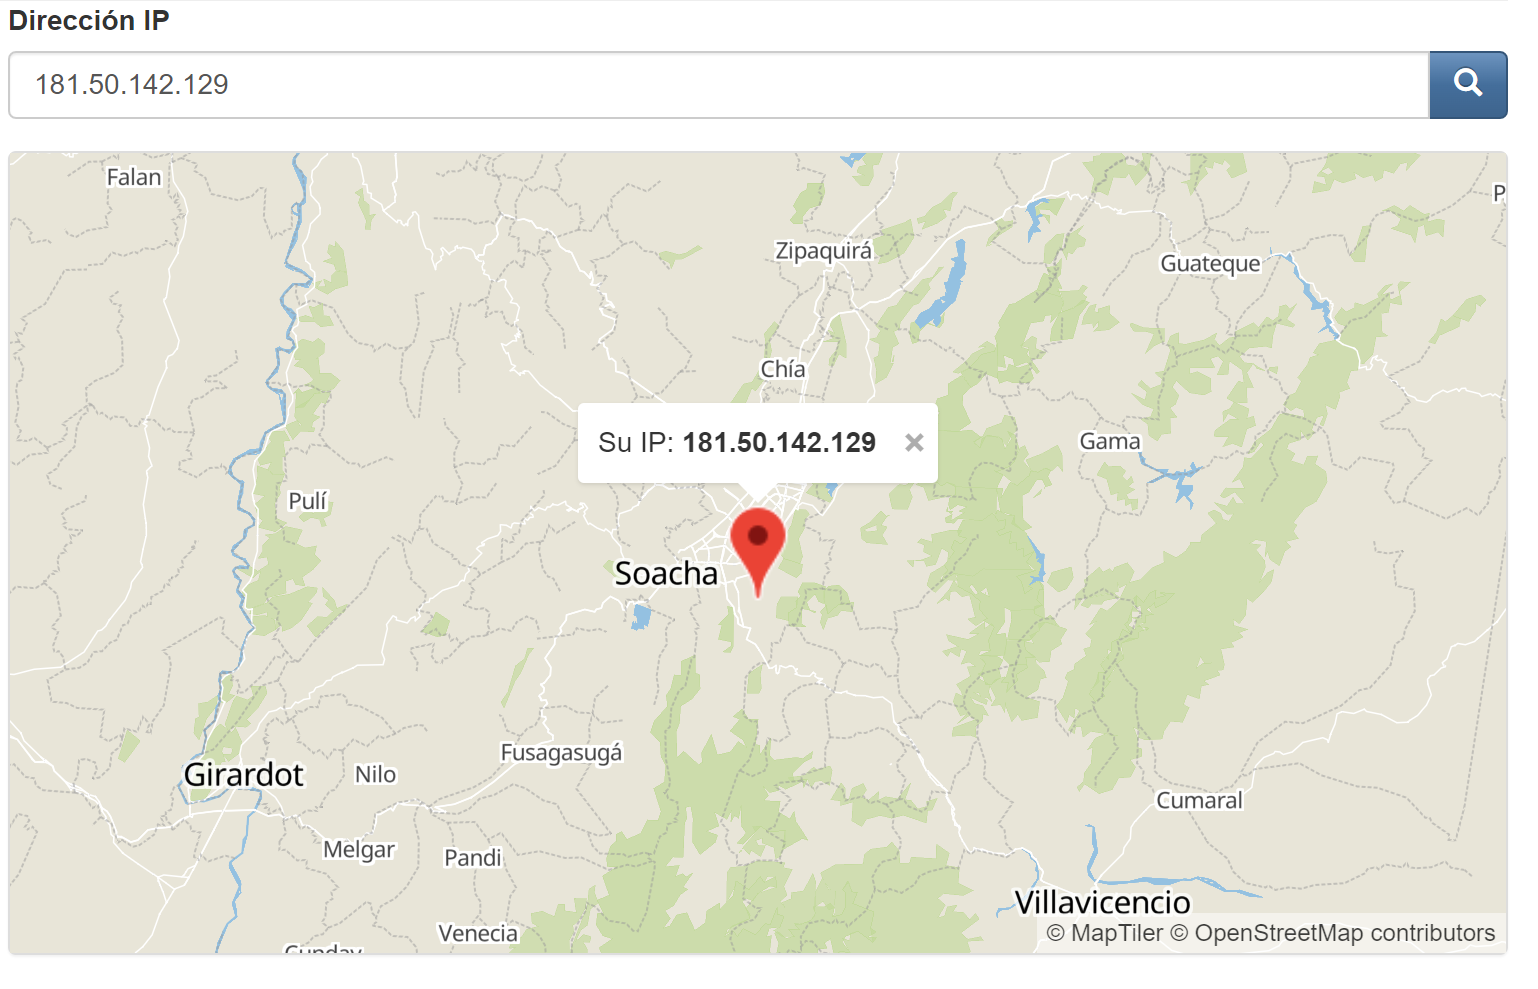 Dirección IP
181.50.142.129
Falan
Zipaquirá
Guateque
Chía
Su IP: 181.50.142.129 ×
Gama
Pulí
Soacha
Fusagasugá
Girardot
Nilo
Cumaral
Melgar
Pandi
Villavicencio
Venecia
© MapTiler © OpenStreetMap contributors